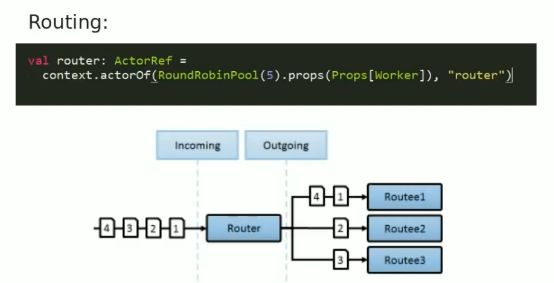 Routing:
val router: ActorRef =
context.actorOf(RoundRobinPool(5).props(Props[Worker]), "router")
Incoming
Outgoing
4 1 Routee1
4 3 2 1 Router 2 Routee2
3 Routee3